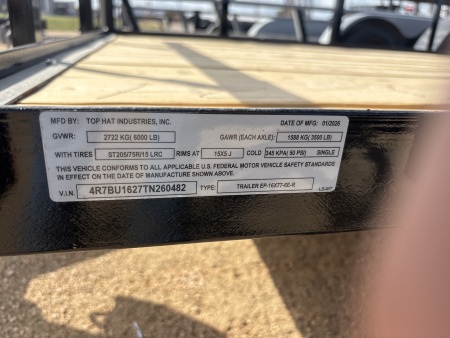 MFD BY: TOP HAT INDUSTRIES, INC. DATE OF MFG: 01/2026
GVWR: 2722 KG( 6000 LB) GAWR (EACH AXLE): 1588 KG( 3500 LB)
WITH TIRES ST205/75R/15 LRC RIMS AT 15X5 J COLD 345 KPA( 50 PSI) SINGLE
THIS VEHICLE CONFORMS TO ALL APPLICABLE U.S. FEDERAL MOTOR VEHICLE SAFETY STANDARDS
IN EFFECT ON THE DATE OF MANUFACTURE SHOWN ABOVE.
V.I.N. 4R7BU1627TN260482 TYPE: TRAILER EP-16X77-6E-R